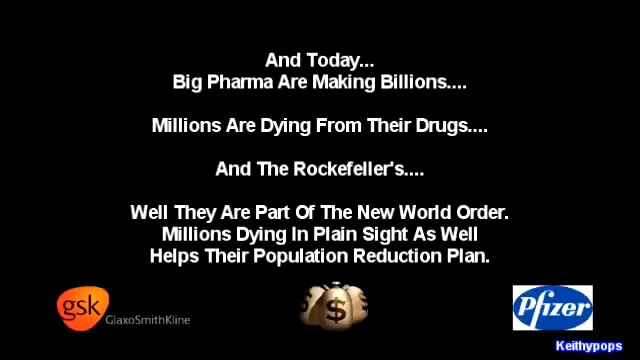 And Today...
Big Pharma Are Making Billions....
Millions Are Dying From Their Drugs....
And The Rockefeller's....
Well They Are Part Of The New World Order.
Millions Dying In Plain Sight As Well
Helps Their Population Reduction Plan.
gsk GlaxoSmithKline
$ $ $
Pfizer
Keithypops